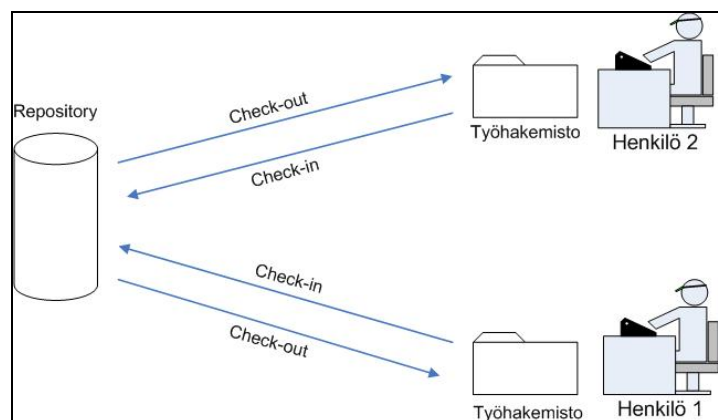 Repository
Check-out
Check-in
Työhakemisto
Henkilö 2
Check-in
Check-out
Työhakemisto
Henkilö 1